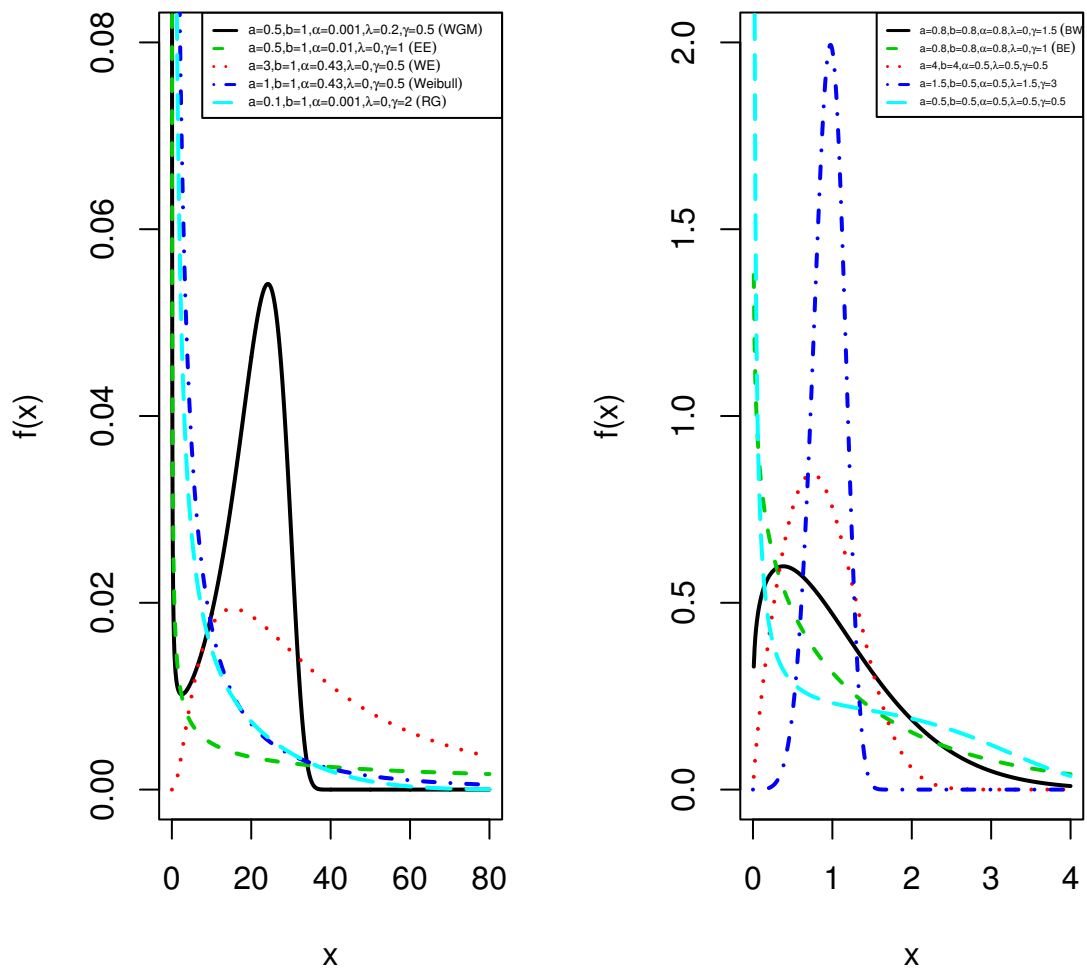 a=0.5,b=1,α=0.001,λ=0.2,γ=0.5 (WGM)
a=0.5,b=1,α=0.01,λ=0,γ=1 (EE)
a=3,b=1,α=0.43,λ=0,γ=0.5 (WE)
a=1,b=1,α=0.43,λ=0,γ=0.5 (Weibull)
a=0.1,b=1,α=0.001,λ=0,γ=2 (RG)
0.08
0.06
0.04
0.02
0.00
f(x)
0 20 40 60 80
x
a=0.8,b=0.8,α=0.8,λ=0,γ=1.5 (BW
a=0.8,b=0.8,α=0.8,λ=0,γ=1 (BE)
a=4,b=4,α=0.5,λ=0.5,γ=0.5
a=1.5,b=0.5,α=0.5,λ=1.5,γ=3
a=0.5,b=0.5,α=0.5,λ=0.5,γ=0.5
2.0
1.5
1.0
0.5
0.0
f(x)
0 1 2 3 4
x